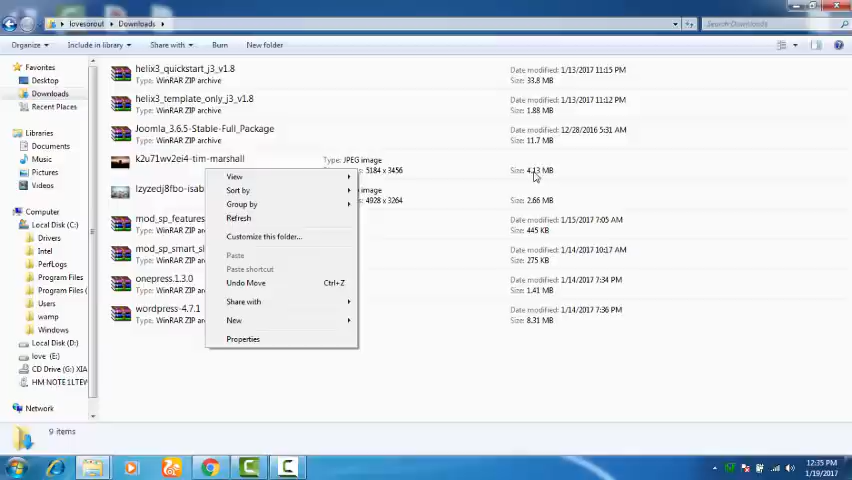 lovesorout ▸ Downloads ▸
Search Downloads
Organize ▾ Include in library ▾ Share with ▾ Burn New folder
Favorites
Desktop
Downloads
Recent Places
Libraries
Documents
Music
Pictures
Videos
Computer
Local Disk (C:)
Drivers
Intel
PerfLogs
Program Files
Program Files
Users
wamp
Windows
Local Disk (D:)
love (E:)
CD Drive (G:) XIA
HM NOTE 1LTEW
Network
helix3_quickstart_j3_v1.8
Type: WinRAR ZIP archive
Date modified: 1/13/2017 11:15 PM
Size: 33.8 MB
helix3_template_only_j3_v1.8
Type: WinRAR ZIP archive
Date modified: 1/13/2017 11:12 PM
Size: 1.88 MB
Joomla_3.6.5-Stable-Full_Package
Type: WinRAR ZIP archive
Date modified: 12/28/2016 5:31 AM
Size: 11.7 MB
k2u71wv2ei4-tim-marshall
Type: JPEG image
5184 x 3456
Size: 4.13 MB
image
4928 x 3264
Size: 2.66 MB
mod_sp_features
Type: WinRAR ZIP
Date modified: 1/15/2017 7:05 AM
Size: 445 KB
mod_sp_smart_sl
Type: WinRAR ZIP
Date modified: 1/14/2017 10:17 AM
Size: 275 KB
onepress.1.3.0
Type: WinRAR ZIP
Date modified: 1/14/2017 7:34 PM
Size: 1.41 MB
wordpress-4.7.1
Type: WinRAR ZIP
Date modified: 1/14/2017 7:36 PM
Size: 8.31 MB
View
Sort by
Group by
Refresh
Customize this folder...
Paste
Paste shortcut
Undo Move Ctrl+Z
Share with
New
Properties
9 items
12:35 PM
1/19/2017